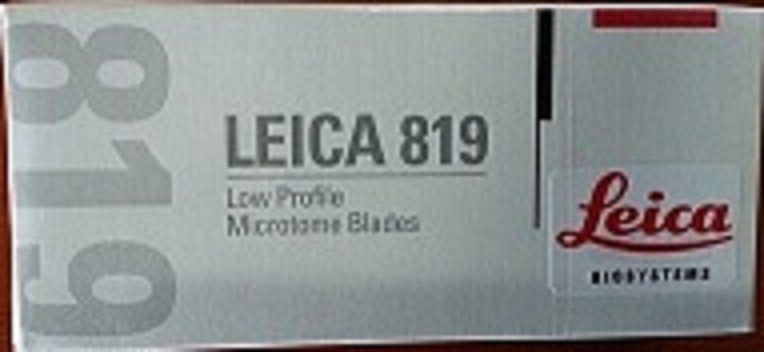 819
LEICA 819
Low Profile
Microtome Blades
Leica
BIOSYSTEMS